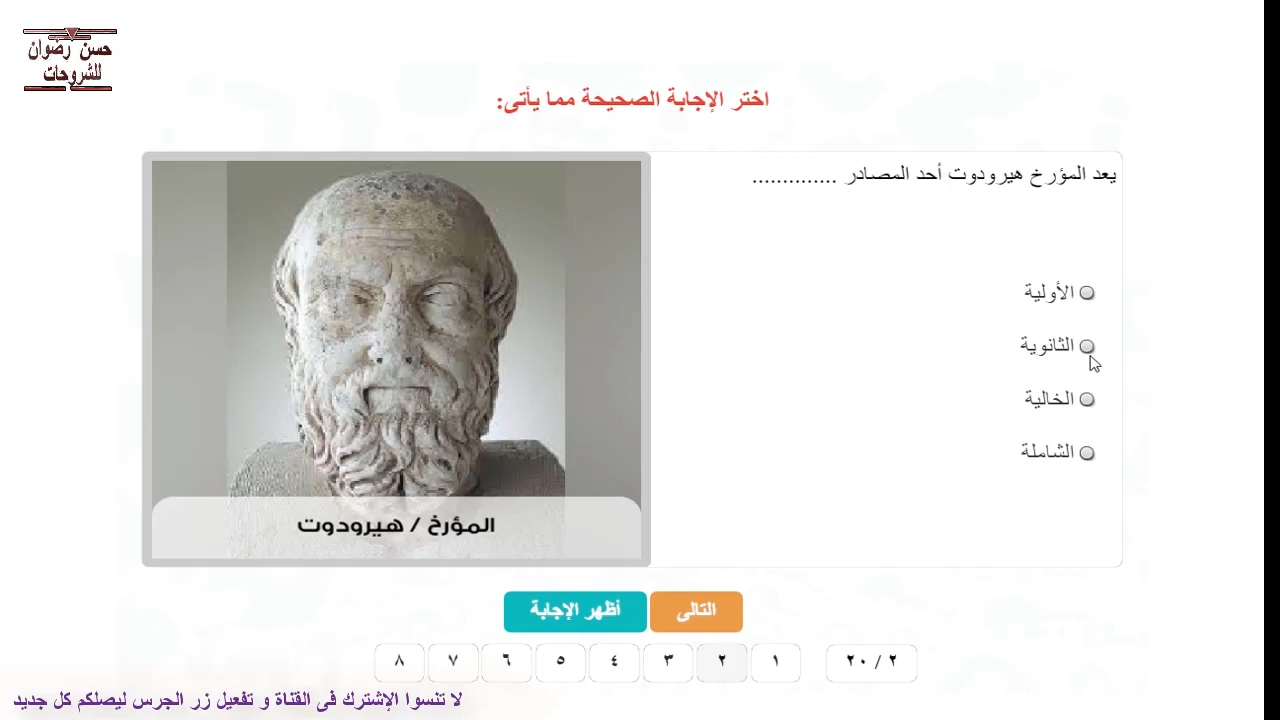 حسن رضوان
للشروحات
اختر الإجابة الصحيحة مما يأتى:
يعد المؤرخ هيرودوت أحد المصادر ..............
الأولية
الثانوية
الخالية
الشاملة
المؤرخ / هيرودوت
التالى
أظهر الإجابة
٢ / ٢٠
١
٢
٣
٤
٥
٦
٧
٨
لا تنسوا الإشترك فى القناة و تفعيل زر الجرس ليصلكم كل جديد